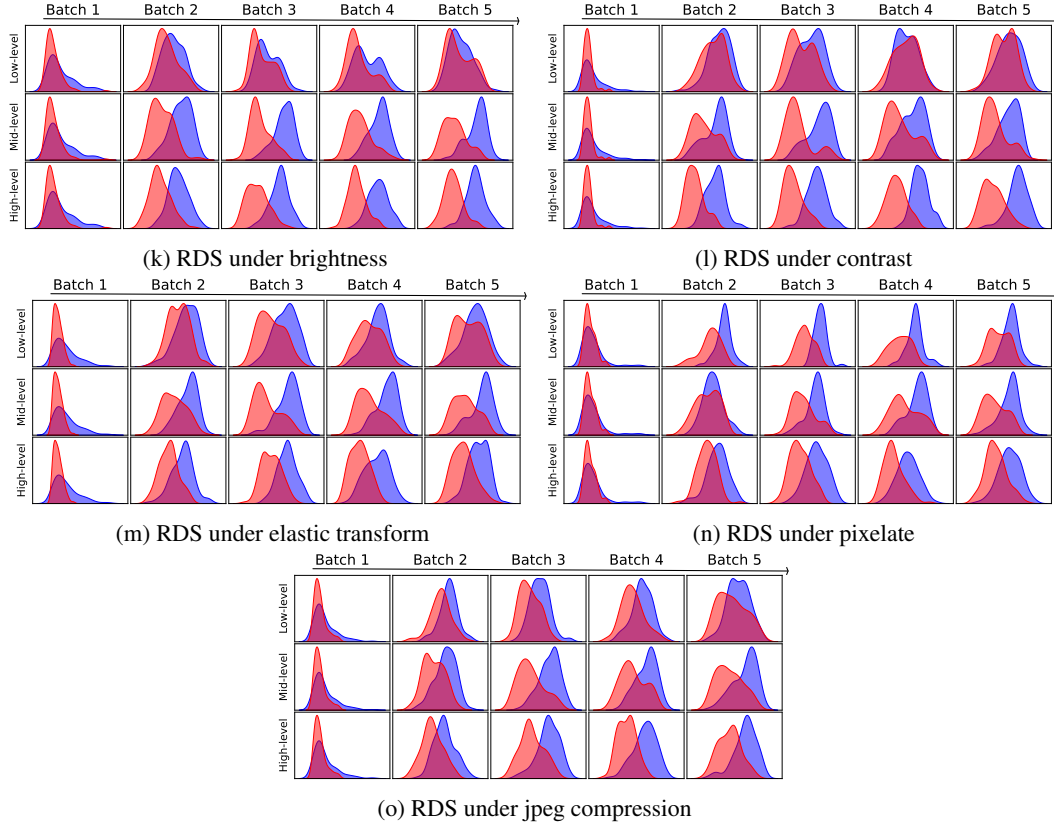 Batch 1 Batch 2 Batch 3 Batch 4 Batch 5
Low-level
Mid-level
High-level
(k) RDS under brightness
Batch 1 Batch 2 Batch 3 Batch 4 Batch 5
Low-level
Mid-level
High-level
(l) RDS under contrast
Batch 1 Batch 2 Batch 3 Batch 4 Batch 5
Low-level
Mid-level
High-level
(m) RDS under elastic transform
Batch 1 Batch 2 Batch 3 Batch 4 Batch 5
Low-level
Mid-level
High-level
(n) RDS under pixelate
Batch 1 Batch 2 Batch 3 Batch 4 Batch 5
Low-level
Mid-level
High-level
(o) RDS under jpeg compression